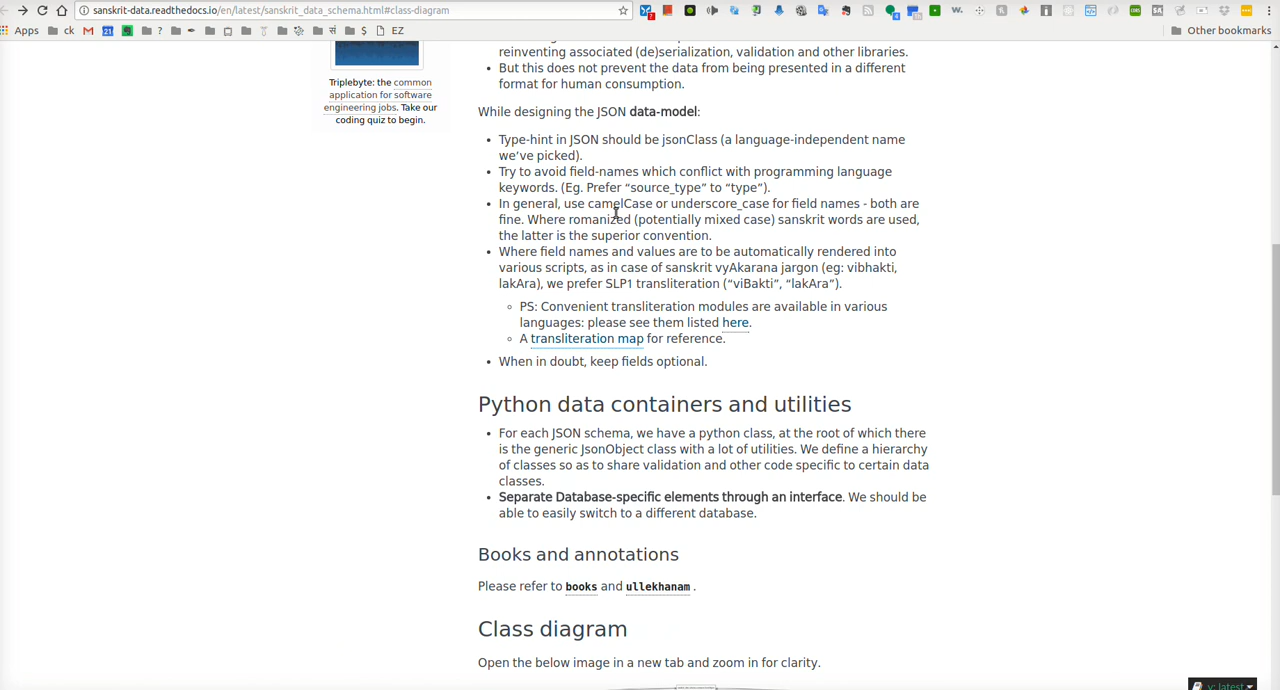 sanskrit-data.readthedocs.io/en/latest/sanskrit_data_schema.html#class-diagram
Apps ck ? सं $ EZ Other bookmarks
reinventing associated (de)serialization, validation and other libraries.
But this does not prevent the data from being presented in a different
format for human consumption.
Triplebyte: the common
application for software
engineering jobs. Take our
coding quiz to begin.
While designing the JSON data-model:
Type-hint in JSON should be jsonClass (a language-independent name
we've picked).
Try to avoid field-names which conflict with programming language
keywords. (Eg. Prefer “source_type” to “type”).
In general, use camelCase or underscore_case for field names - both are
fine. Where romanized (potentially mixed case) sanskrit words are used,
the latter is the superior convention.
Where field names and values are to be automatically rendered into
various scripts, as in case of sanskrit vyAkarana jargon (eg: vibhakti,
lakAra), we prefer SLP1 transliteration (“viBakti”, “lakAra”).
PS: Convenient transliteration modules are available in various
languages: please see them listed here.
A transliteration map for reference.
When in doubt, keep fields optional.
Python data containers and utilities
For each JSON schema, we have a python class, at the root of which there
is the generic JsonObject class with a lot of utilities. We define a hierarchy
of classes so as to share validation and other code specific to certain data
classes.
Separate Database-specific elements through an interface. We should be
able to easily switch to a different database.
Books and annotations
Please refer to books and ullekhanam .
Class diagram
Open the below image in a new tab and zoom in for clarity.
v: latest